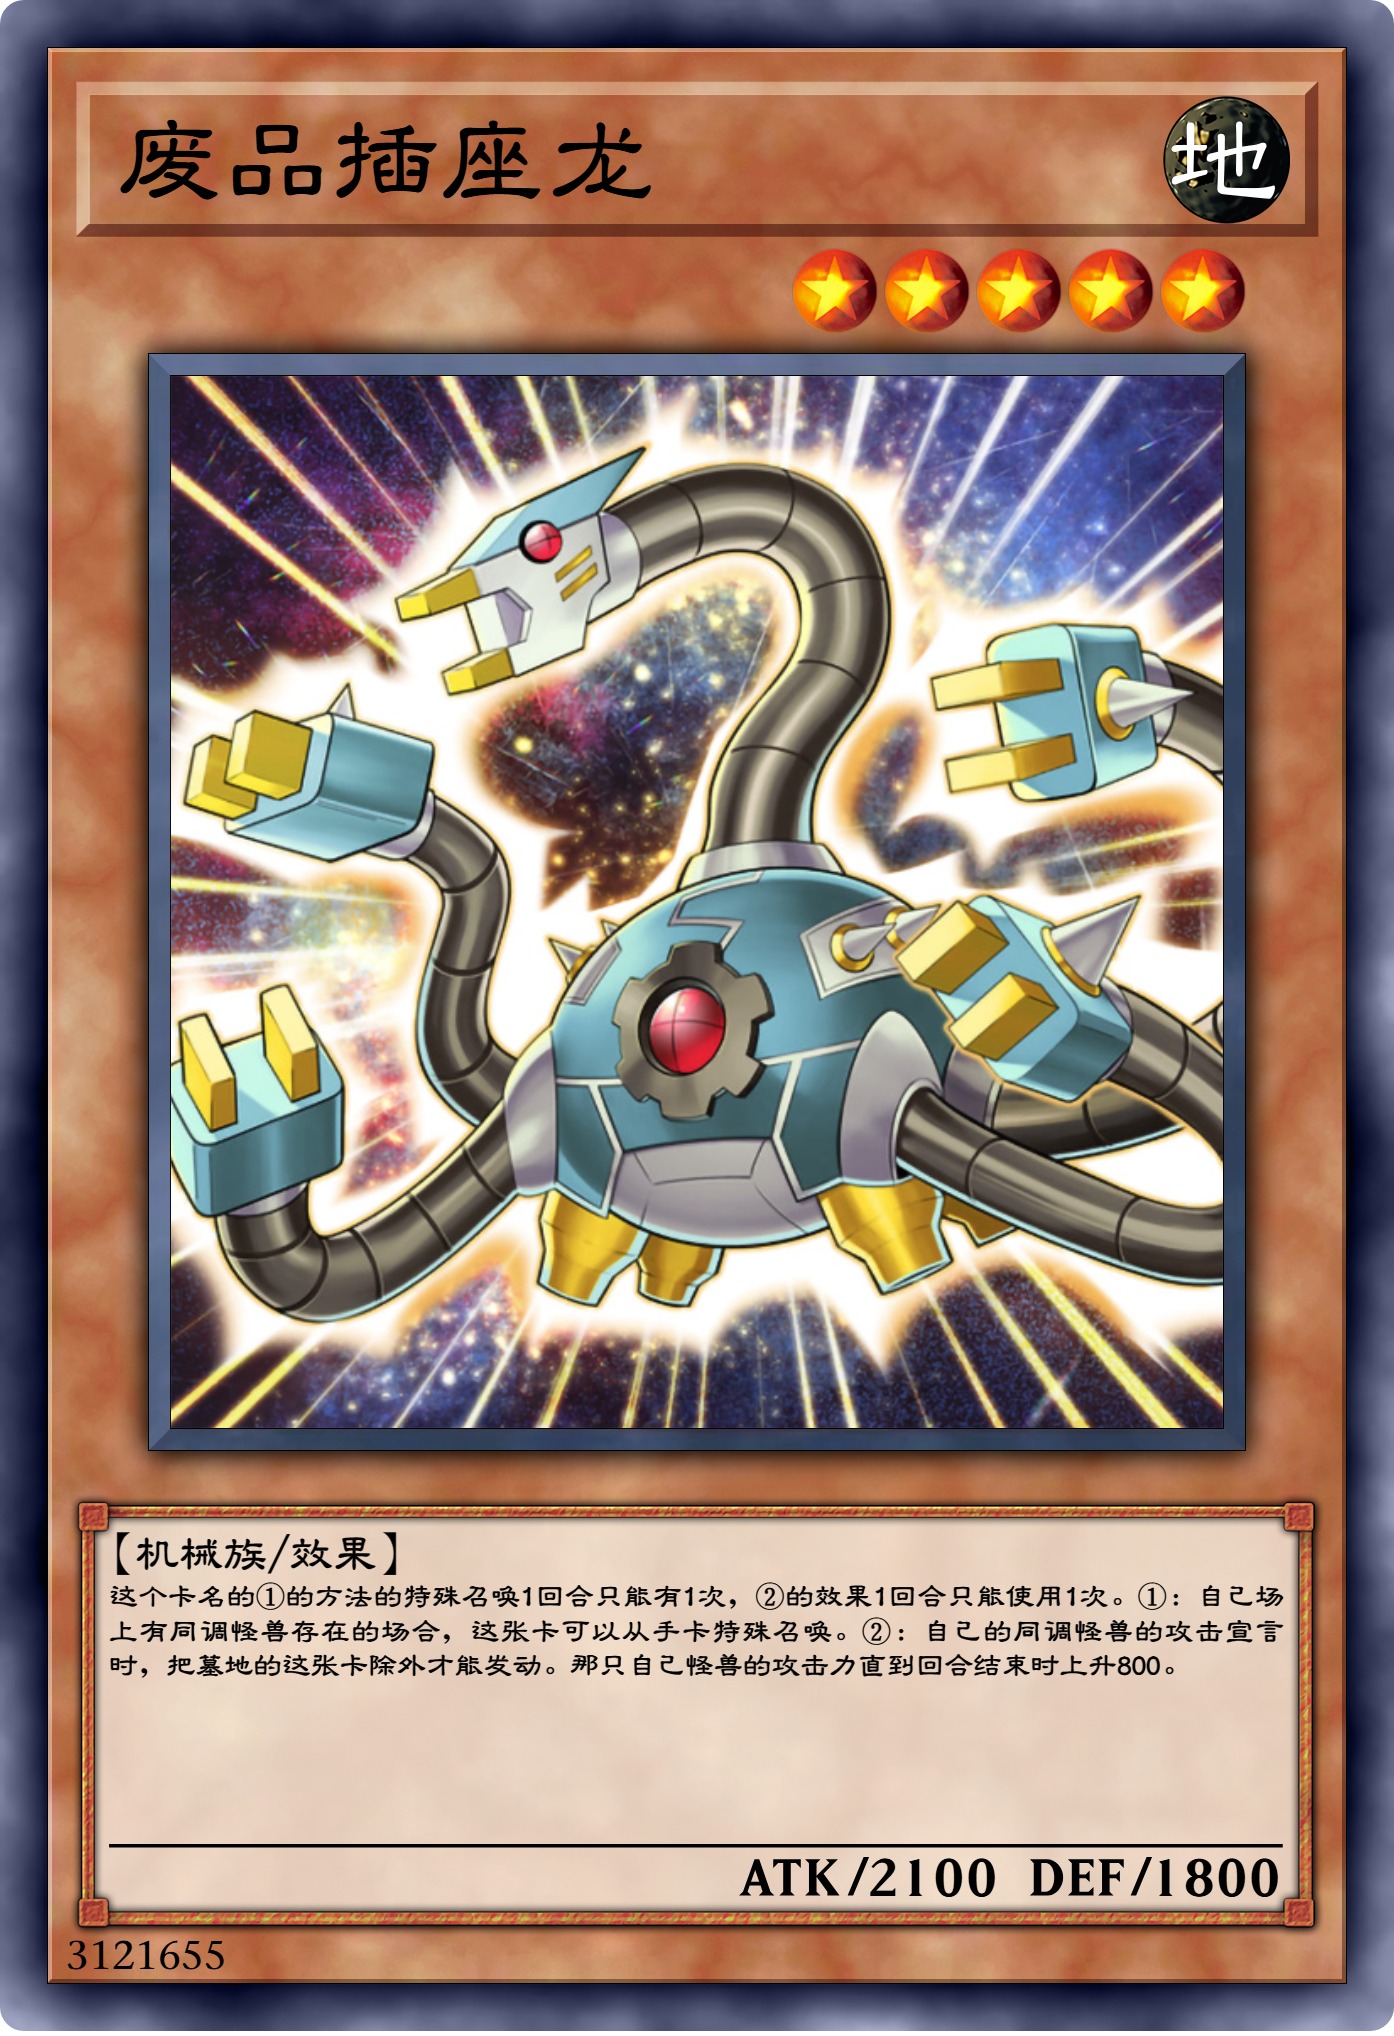 废品插座龙
地
【机械族/效果】
这个卡名的①的方法的特殊召唤1回合只能有1次，②的效果1回合只能使用1次。①：自己场
上有同调怪兽存在的场合，这张卡可以从手卡特殊召唤。②：自己的同调怪兽的攻击宣言
时，把墓地的这张卡除外才能发动。那只自己怪兽的攻击力直到回合结束时上升800。
ATK/2100 DEF/1800
3121655